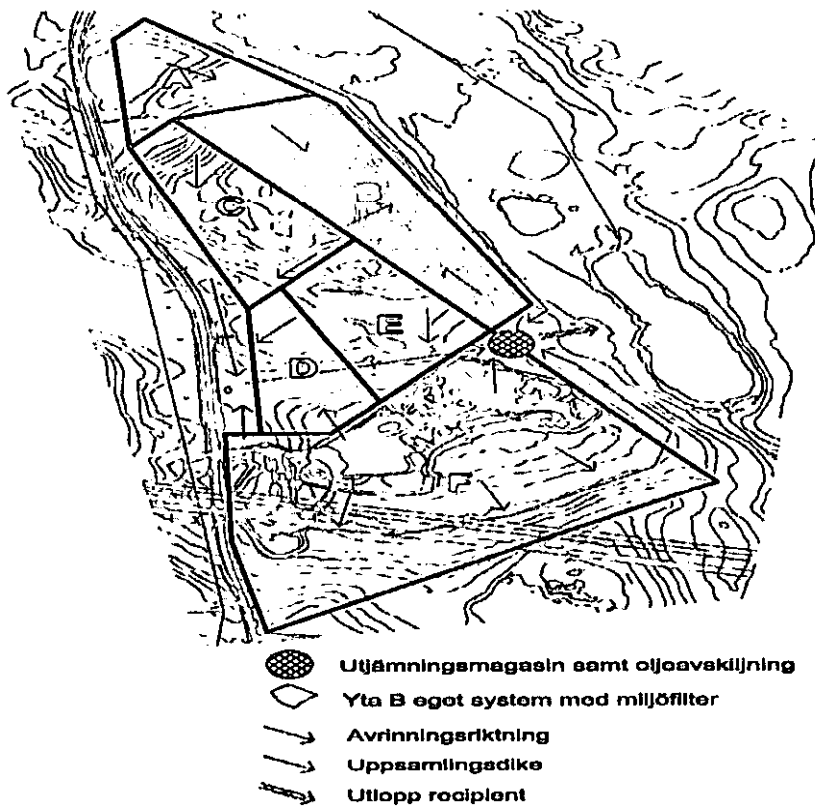 B
C
E
D
F
Utjämningsmagasin samt oljeavskiljning
Yta B eget system med miljöfilter
Avrinningsriktning
Uppsamlingsdike
Utlopp recipient